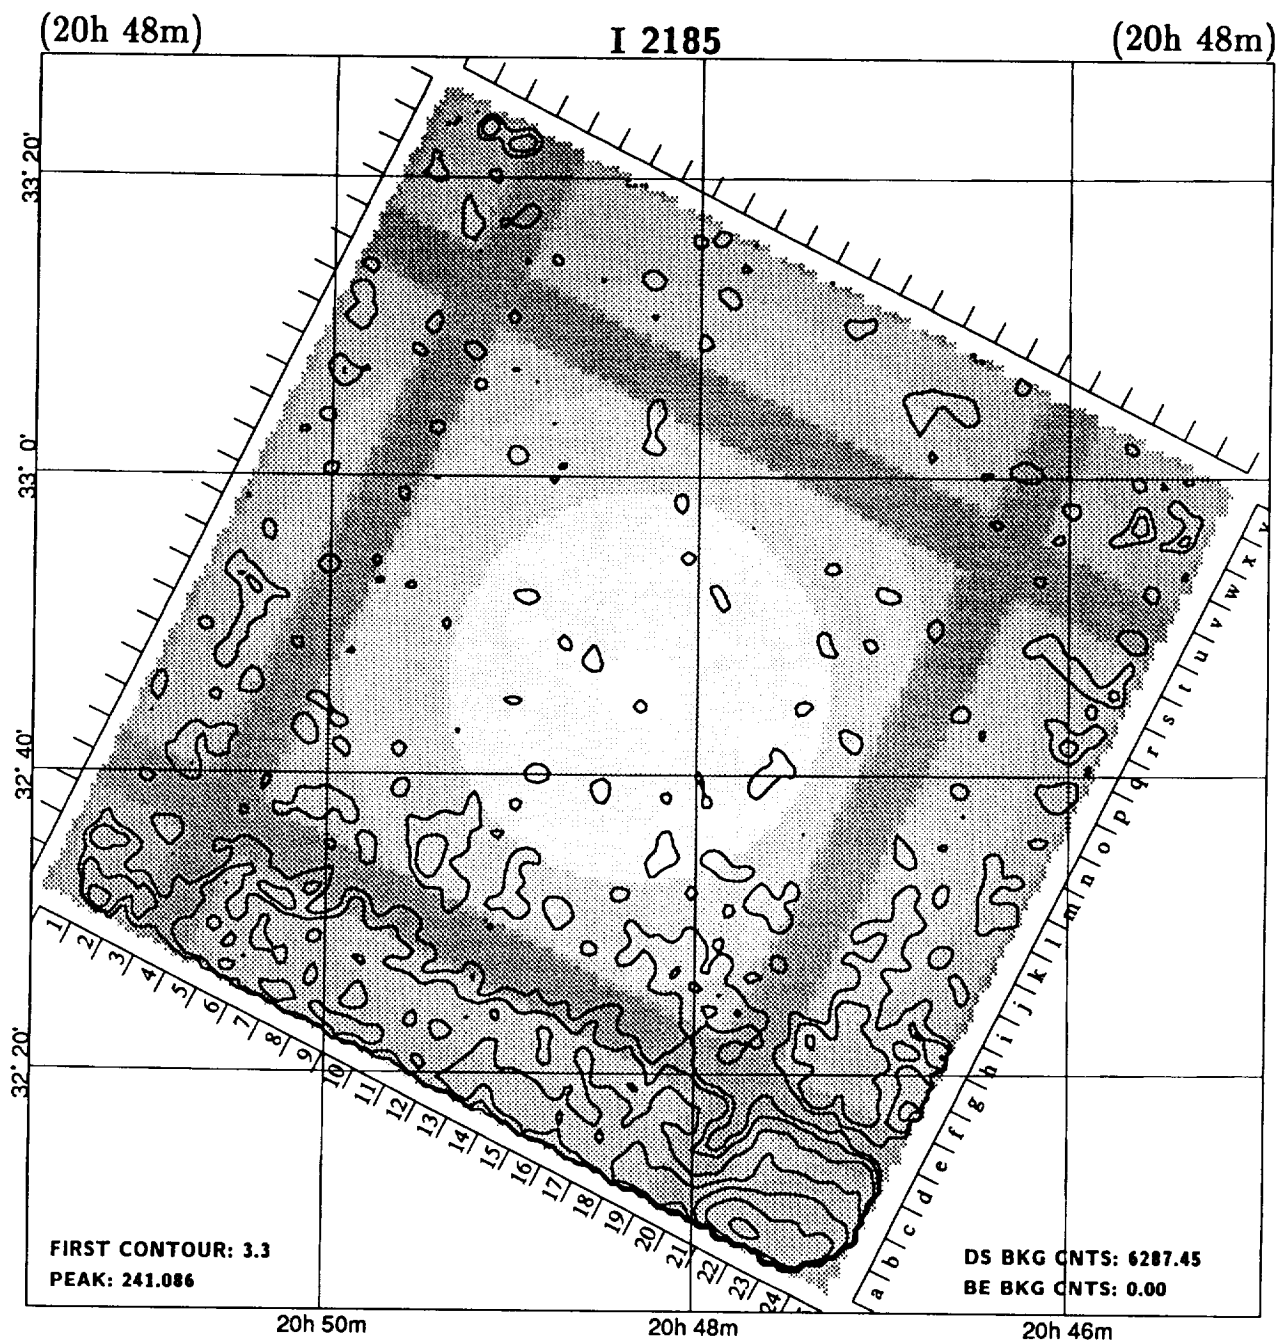 (20h 48m) I 2185 (20h 48m)
33° 20'
33° 0'
32° 40'
32° 20'
1 2 3 4 5 6 7 8 9 10 11 12 13 14 15 16 17 18 19 20 21 22 23 24
a b c d e f g h i j k l m n o p q r s t u v w x y
FIRST CONTOUR: 3.3
PEAK: 241.086
DS BKG CNTS: 6287.45
BE BKG CNTS: 0.00
20h 50m 20h 48m 20h 46m